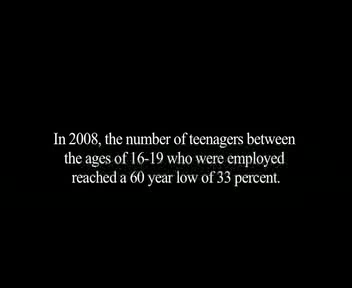 In 2008, the number of teenagers between
the ages of 16-19 who were employed
reached a 60 year low of 33 percent.